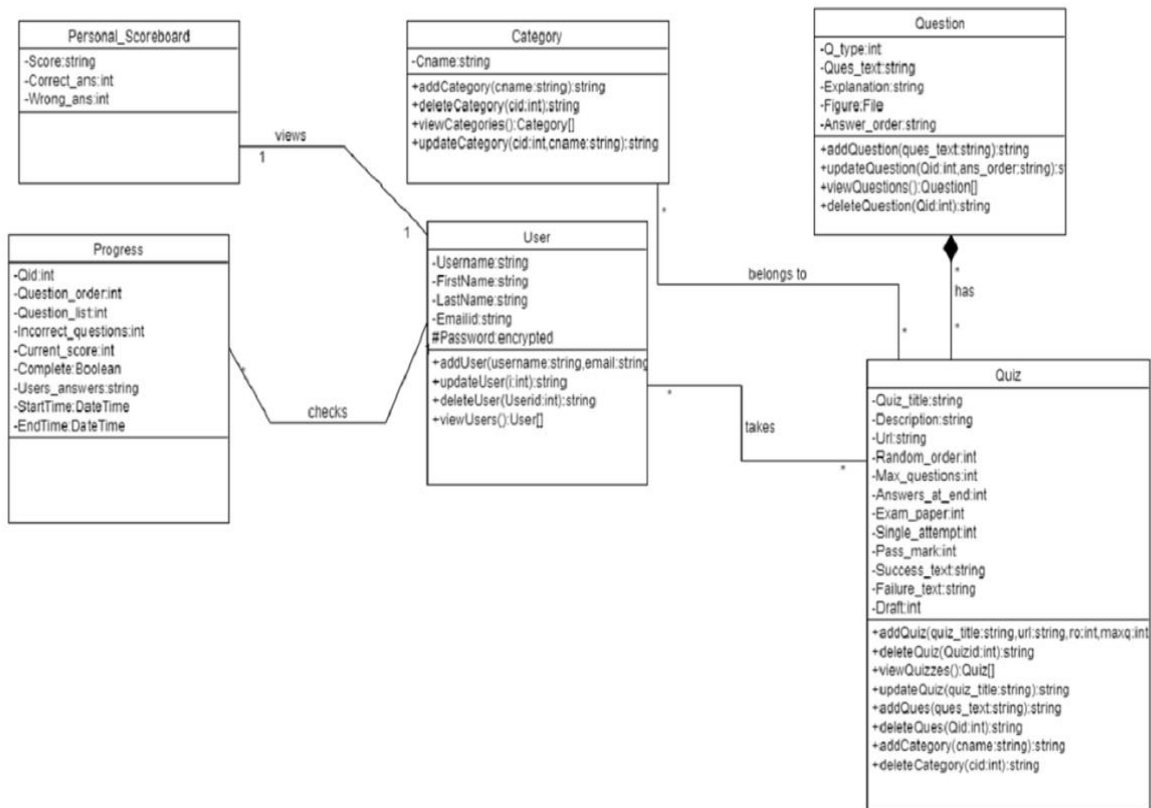 Personal_Scoreboard
-Score:string
-Correct_ans:int
-Wrong_ans:int
Category
-Cname:string
+addCategory(cname:string):string
+deleteCategory(cid:int):string
+viewCategories():Category[]
+updateCategory(cid:int,cname:string):string
Question
-Q_type:int
-Ques_text:string
-Explanation:string
-Figure:File
-Answer_order:string
+addQuestion(ques_text:string):string
+updateQuestion(Qid:int,ans_order:string):st
+viewQuestions():Question[]
+deleteQuestion(Qid:int):string
views
1
1
*
belongs to
*
*
has
*
Progress
-Qid:int
-Question_order:int
-Question_list:int
-Incorrect_questions:int
-Current_score:int
-Complete:Boolean
-Users_answers:string
-StartTime:DateTime
-EndTime:DateTime
*
checks
1
User
-Username:string
-FirstName:string
-LastName:string
-Emailid:string
#Password:encrypted
+addUser(username:string,email:string
+updateUser(i:int):string
+deleteUser(Userid:int):string
+viewUsers():User[]
*
takes
*
Quiz
-Quiz_title:string
-Description:string
-Url:string
-Random_order:int
-Max_questions:int
-Answers_at_end:int
-Exam_paper:int
-Single_attempt:int
-Pass_mark:int
-Success_text:string
-Failure_text:string
-Draft:int
+addQuiz(quiz_title:string,url:string,ro:int,maxq:int
+deleteQuiz(Quizid:int):string
+viewQuizzes():Quiz[]
+updateQuiz(quiz_title:string):string
+addQues(ques_text:string):string
+deleteQues(Qid:int):string
+addCategory(cname:string):string
+deleteCategory(cid:int):string